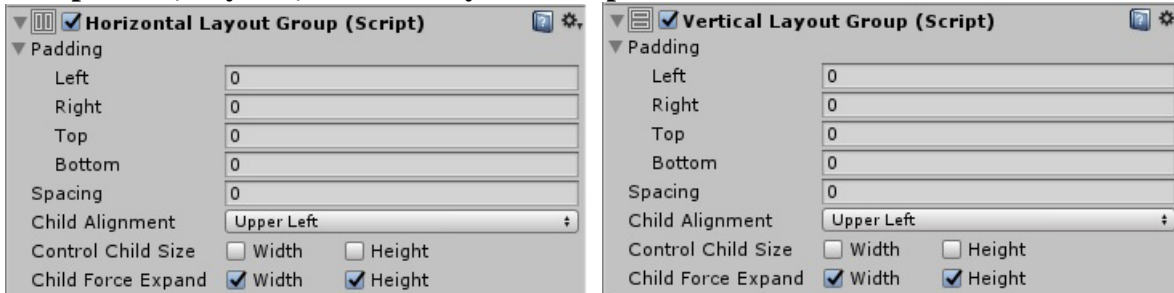 Horizontal Layout Group (Script)
Padding
Left 0
Right 0
Top 0
Bottom 0
Spacing 0
Child Alignment Upper Left
Control Child Size Width Height
Child Force Expand Width Height
Vertical Layout Group (Script)
Padding
Left 0
Right 0
Top 0
Bottom 0
Spacing 0
Child Alignment Upper Left
Control Child Size Width Height
Child Force Expand Width Height